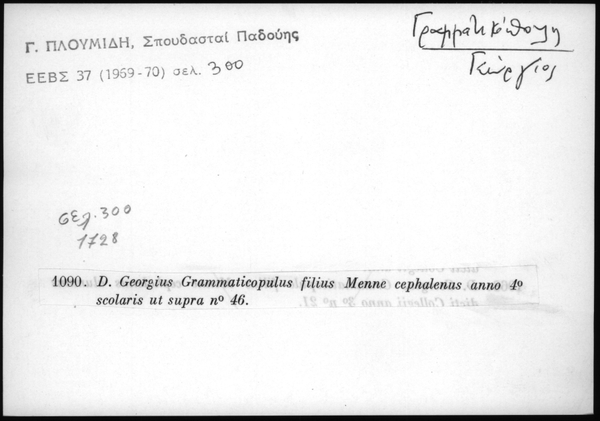 Γ. ΠΛΟΥΜΙΔΗ, Σπουδασταί Παδούης
ΕΕΒΣ 37 (1969-70) σελ. 300
Γραμματικόπουλος
Γεώργιος
σελ. 300
1728
1090. D. Georgius Grammaticopulus filius Menne cephalenus anno 4º
scolaris ut supra nº 46.